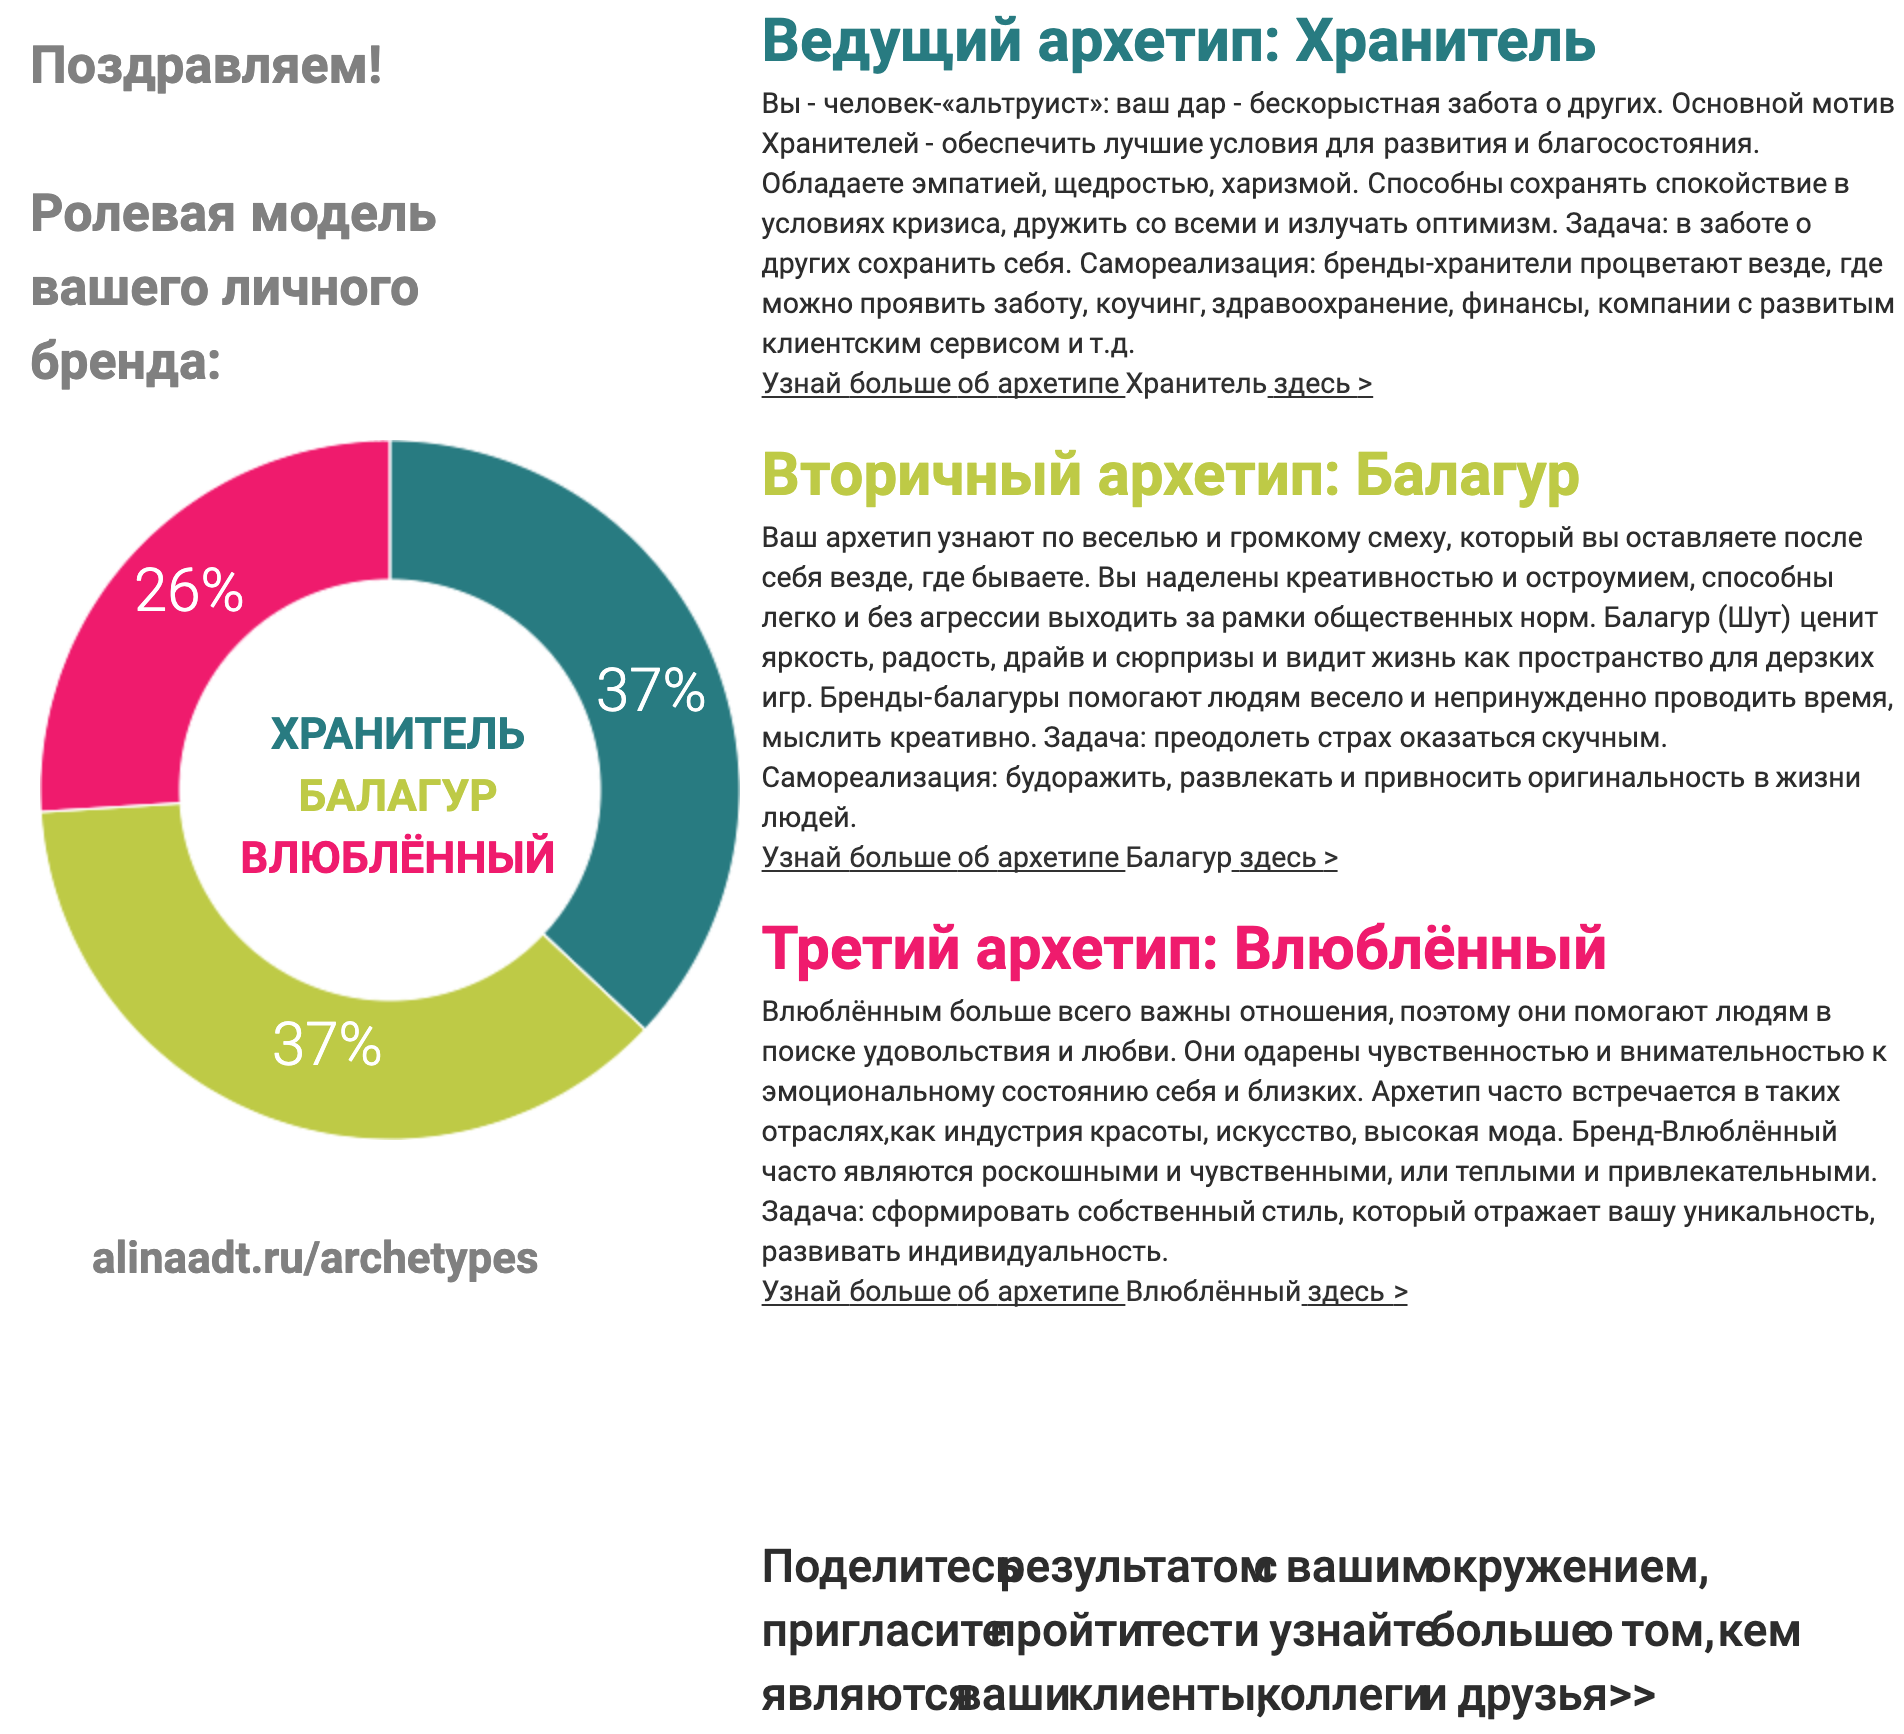 Поздравляем!
Ролевая модель
вашего личного
бренда:
26%
37%
ХРАНИТЕЛЬ
БАЛАГУР
ВЛЮБЛЁННЫЙ
37%
alinaadt.ru/archetypes
Ведущий архетип: Хранитель
Вы - человек-«альтруист»: ваш дар - бескорыстная забота о других. Основной мотив
Хранителей - обеспечить лучшие условия для развития и благосостояния.
Обладаете эмпатией, щедростью, харизмой. Способны сохранять спокойствие в
условиях кризиса, дружить со всеми и излучать оптимизм. Задача: в заботе о
других сохранить себя. Самореализация: бренды-хранители процветают везде, где
можно проявить заботу, коучинг, здравоохранение, финансы, компании с развитым
клиентским сервисом и т.д.
Узнай больше об архетипе Хранитель здесь >
Вторичный архетип: Балагур
Ваш архетип узнают по веселью и громкому смеху, который вы оставляете после
себя везде, где бываете. Вы наделены креативностью и остроумием, способны
легко и без агрессии выходить за рамки общественных норм. Балагур (Шут) ценит
яркость, радость, драйв и сюрпризы и видит жизнь как пространство для дерзких
игр. Бренды-балагуры помогают людям весело и непринужденно проводить время,
мыслить креативно. Задача: преодолеть страх оказаться скучным.
Самореализация: будоражить, развлекать и привносить оригинальность в жизни
людей.
Узнай больше об архетипе Балагур здесь >
Третий архетип: Влюблённый
Влюблённым больше всего важны отношения, поэтому они помогают людям в
поиске удовольствия и любви. Они одарены чувственностью и внимательностью к
эмоциональному состоянию себя и близких. Архетип часто встречается в таких
отраслях,как индустрия красоты, искусство, высокая мода. Бренд-Влюблённый
часто являются роскошными и чувственными, или теплыми и привлекательными.
Задача: сформировать собственный стиль, который отражает вашу уникальность,
развивать индивидуальность.
Узнай больше об архетипе Влюблённый здесь >
Поделитесь результатом с вашим окружением,
пригласите пройти тест и узнайте больше о том, кем
являются ваши клиенты, коллеги и друзья>>